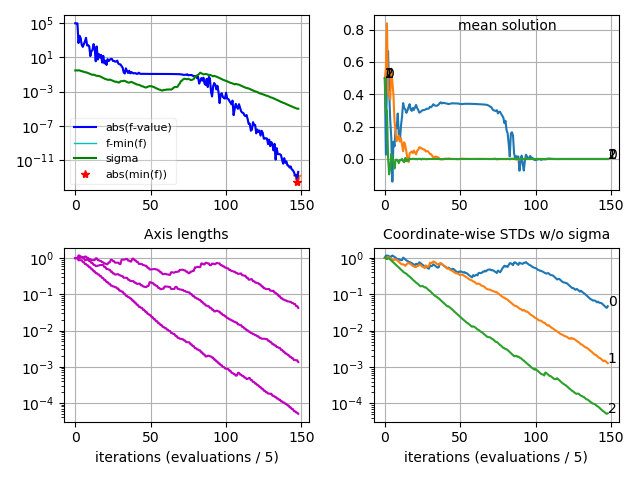 10^5
10^1
10^-3
10^-7
10^-11
abs(f-value)
f-min(f)
sigma
abs(min(f))
0 50 100 150
mean solution
0.8
0.6
0.4
0.2
0.0
0 50 100 150
Axis lengths
10^0
10^-1
10^-2
10^-3
10^-4
0 50 100 150
iterations (evaluations / 5)
Coordinate-wise STDs w/o sigma
10^0
10^-1
10^-2
10^-3
10^-4
0
1
2
0 50 100 150
iterations (evaluations / 5)